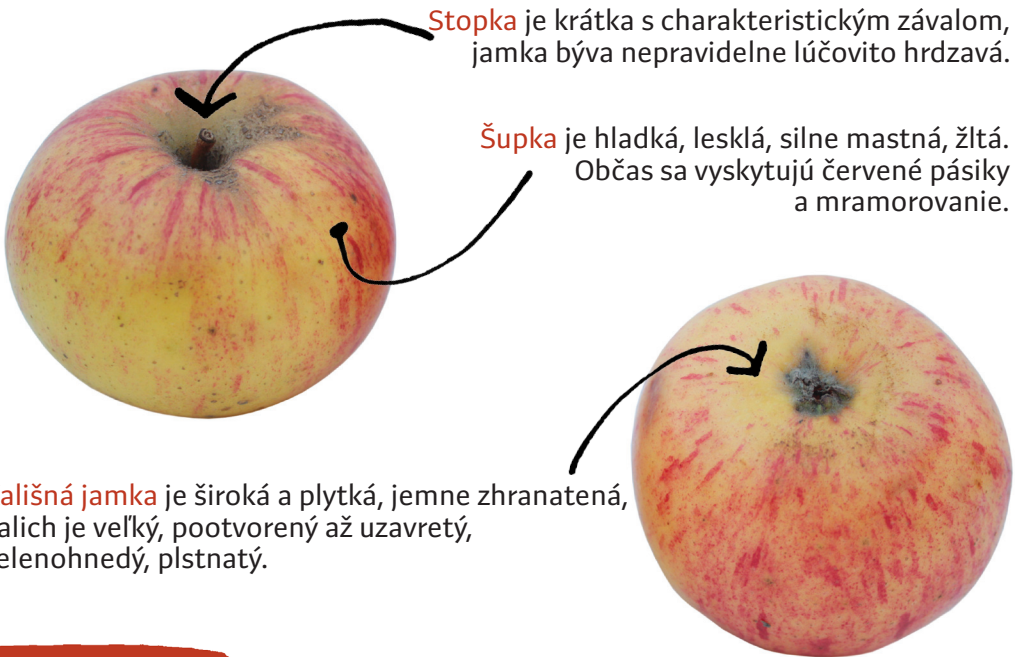 Stopka je krátka s charakteristickým závalom,
jamka býva nepravidelne lúčovito hrdzavá.
Šupka je hladká, lesklá, silne mastná, žltá.
Občas sa vyskytujú červené pásiky
a mramorovanie.
ališná jamka je široká a plytká, jemne zhranatená,
alich je veľký, pootvorený až uzavretý,
elenohnedý, plstnatý.